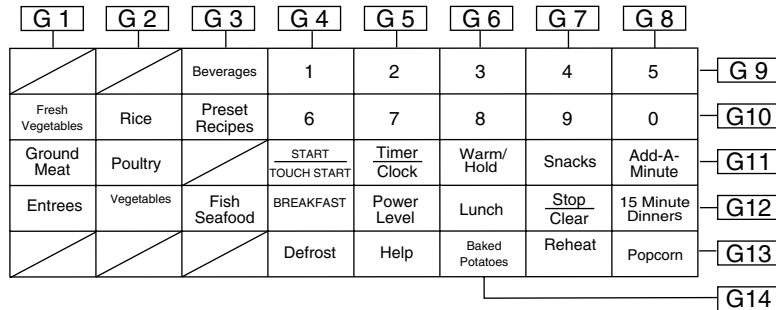 G 1 G 2 G 3 G 4 G 5 G 6 G 7 G 8
Beverages 1 2 3 4 5 G 9
Fresh Vegetables Rice Preset Recipes 6 7 8 9 0 G10
Ground Meat Poultry START TOUCH START Timer Clock Warm/ Hold Snacks Add-A- Minute G11
Entrees Vegetables Fish Seafood BREAKFAST Power Level Lunch Stop Clear 15 Minute Dinners G12
Defrost Help Baked Potatoes Reheat Popcorn G13
G14